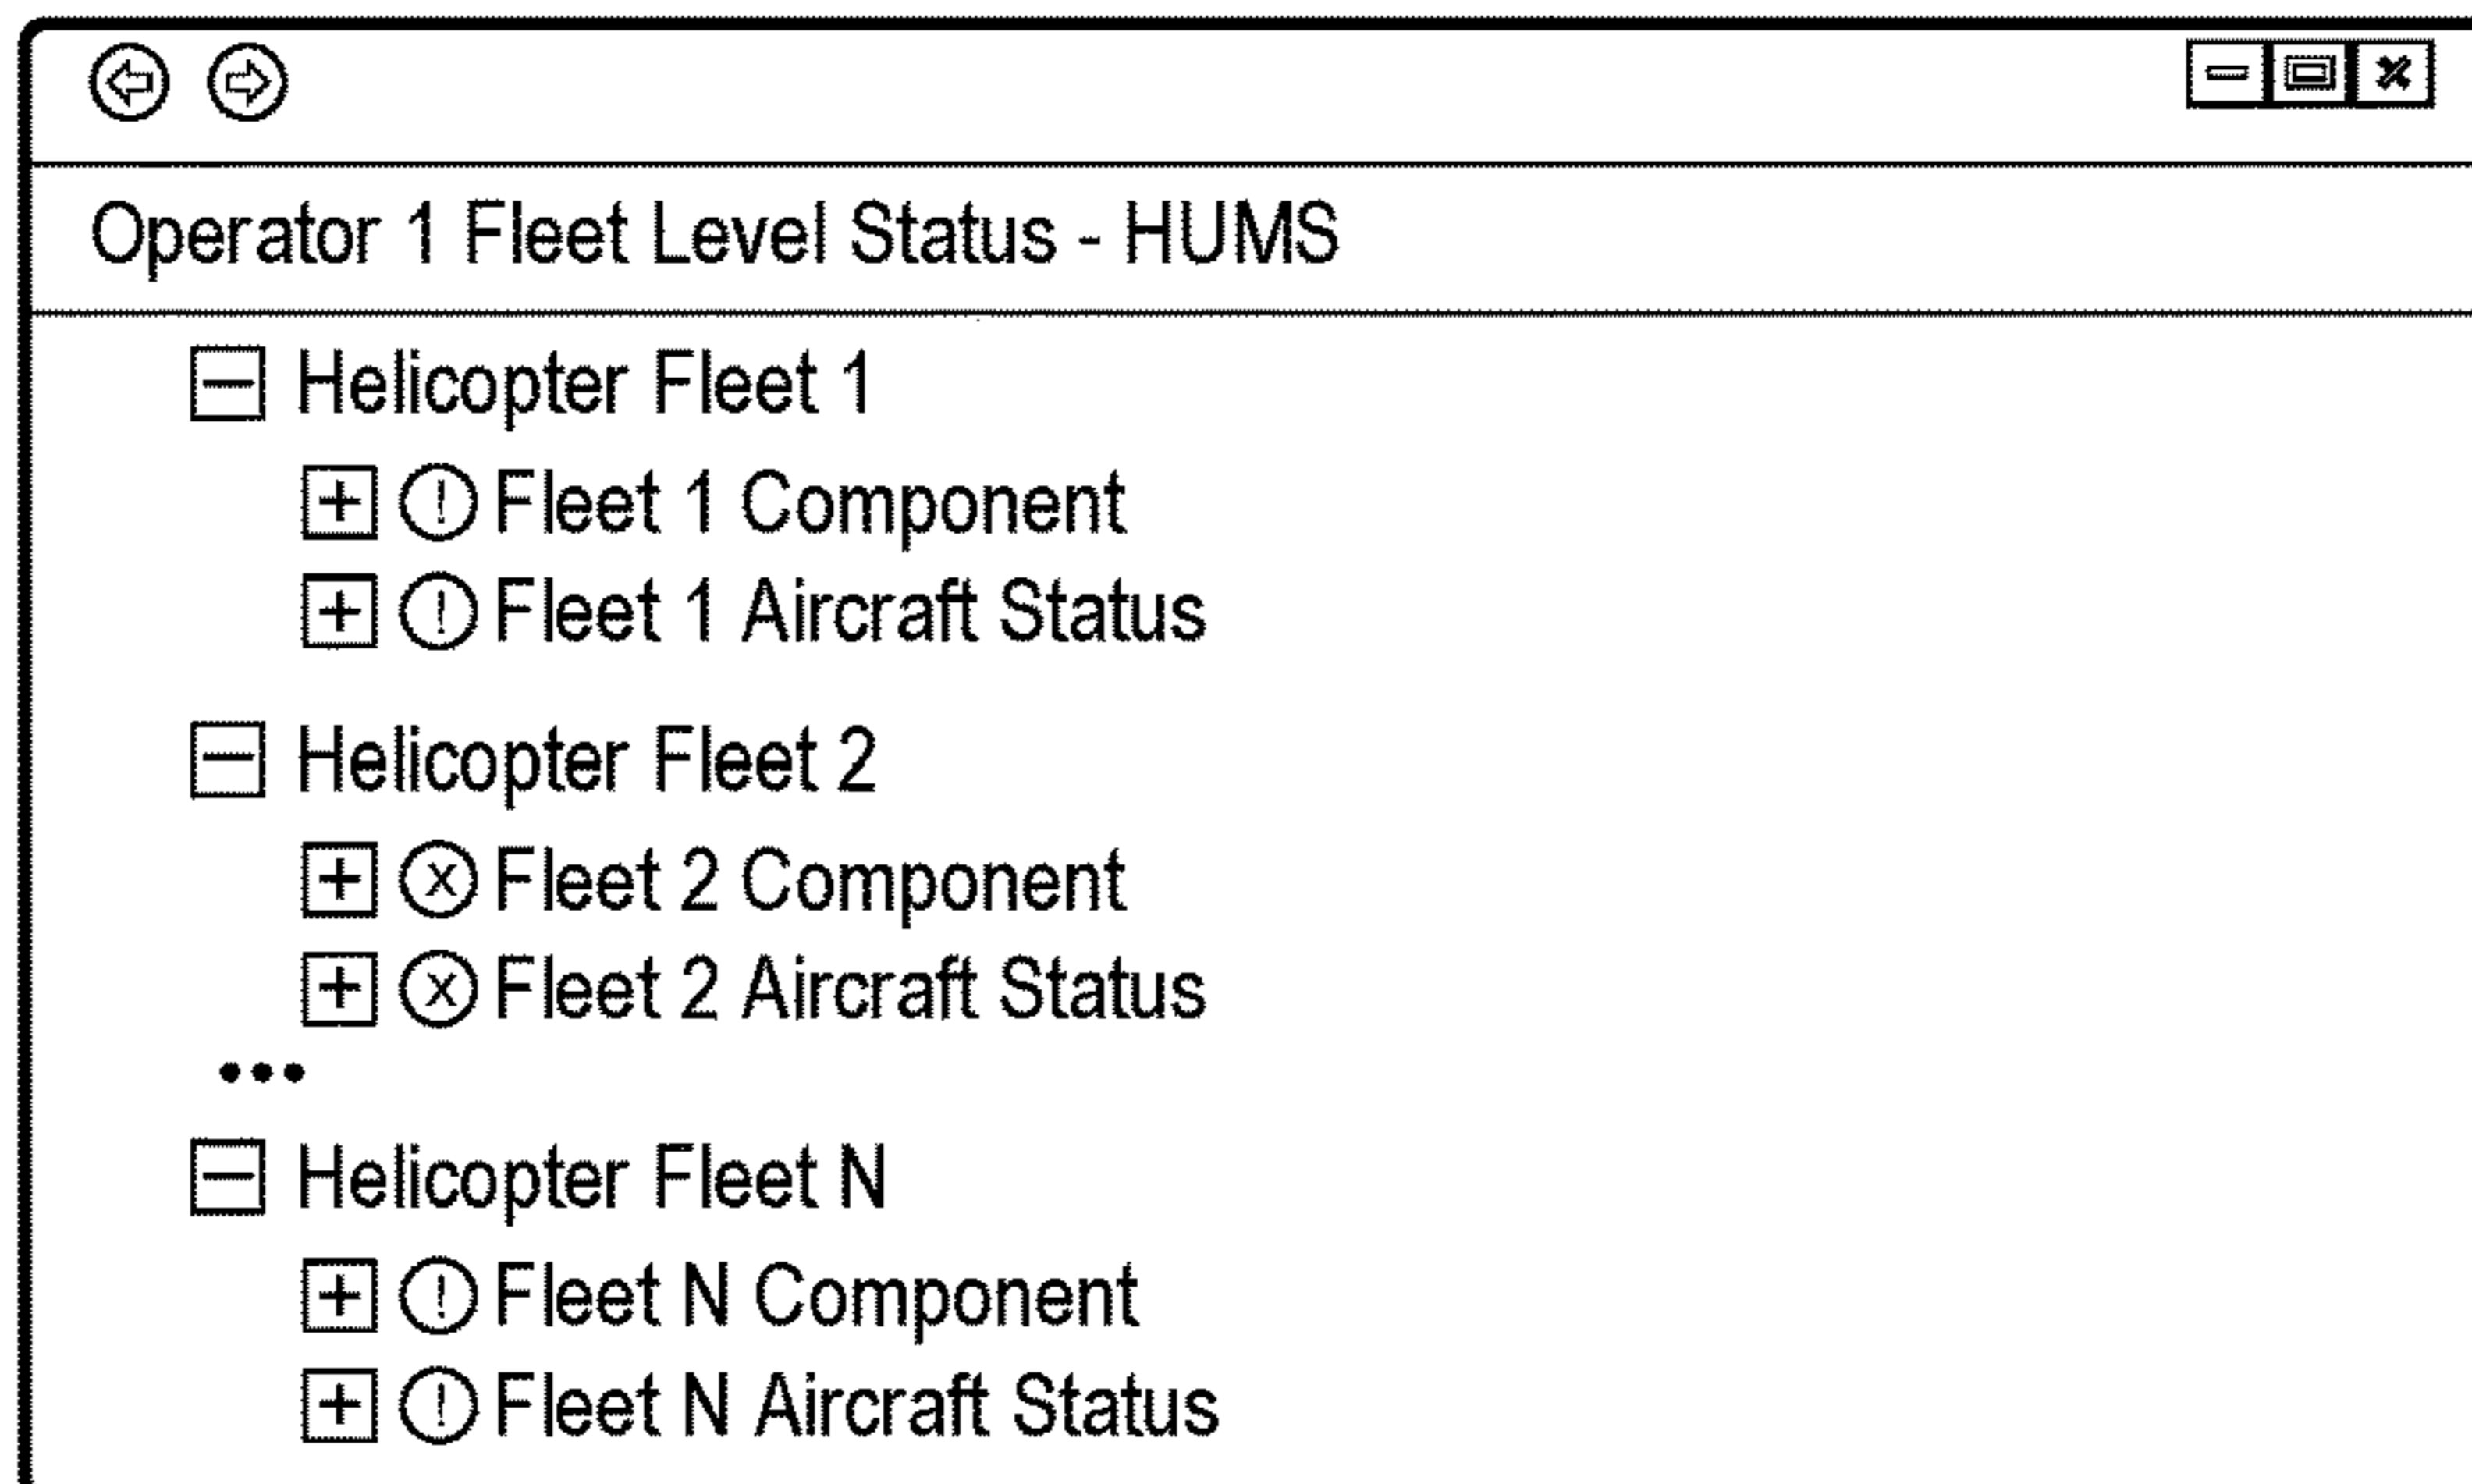 Operator 1 Fleet Level Status - HUMS
Helicopter Fleet 1
Fleet 1 Component
Fleet 1 Aircraft Status
Helicopter Fleet 2
Fleet 2 Component
Fleet 2 Aircraft Status
•••
Helicopter Fleet N
Fleet N Component
Fleet N Aircraft Status